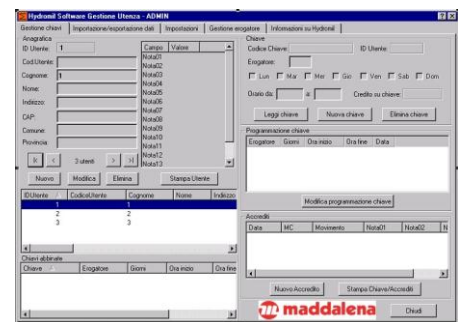 Hydromil Software Gestione Utenza - ADMIN
Gestione chiavi Importazione/esportazione dati Impostazioni Gestione erogatore Informazioni su Hydromil
Anagrafica
ID Utente: 1
Cod.Utente:
Cognome: 1
Nome:
Indirizzo:
CAP:
Comune:
Provincia:
Campo Valore
Nota01
Nota02
Nota03
Nota04
Nota05
Nota06
Nota07
Nota08
Nota09
Nota10
Nota11
Nota12
Nota13
|< < 3 utenti > >|
Nuovo Modifica Elimina Stampa Utente
IDUtente CodiceUtente Cognome Nome Indirizzo
1 1
2 2
3 3
Chiavi abbinate
Chiave Erogatore Giorni Ora inizio Ora fine
Chiave
Codice Chiave: ID Utente:
Erogatore:
Lun Mar Mer Gio Ven Sab Dom
Orario da: a: Credito su chiave:
Leggi chiave Nuova chiave Elimina chiave
Programmazione chiave
Erogatore Giorni Ora inizio Ora fine Data
Modifica programmazione chiave
Accrediti
Data MC Movimento Nota01 Nota02 N
Nuovo Accredito Stampa Chiave/Accrediti
maddalena Chiudi